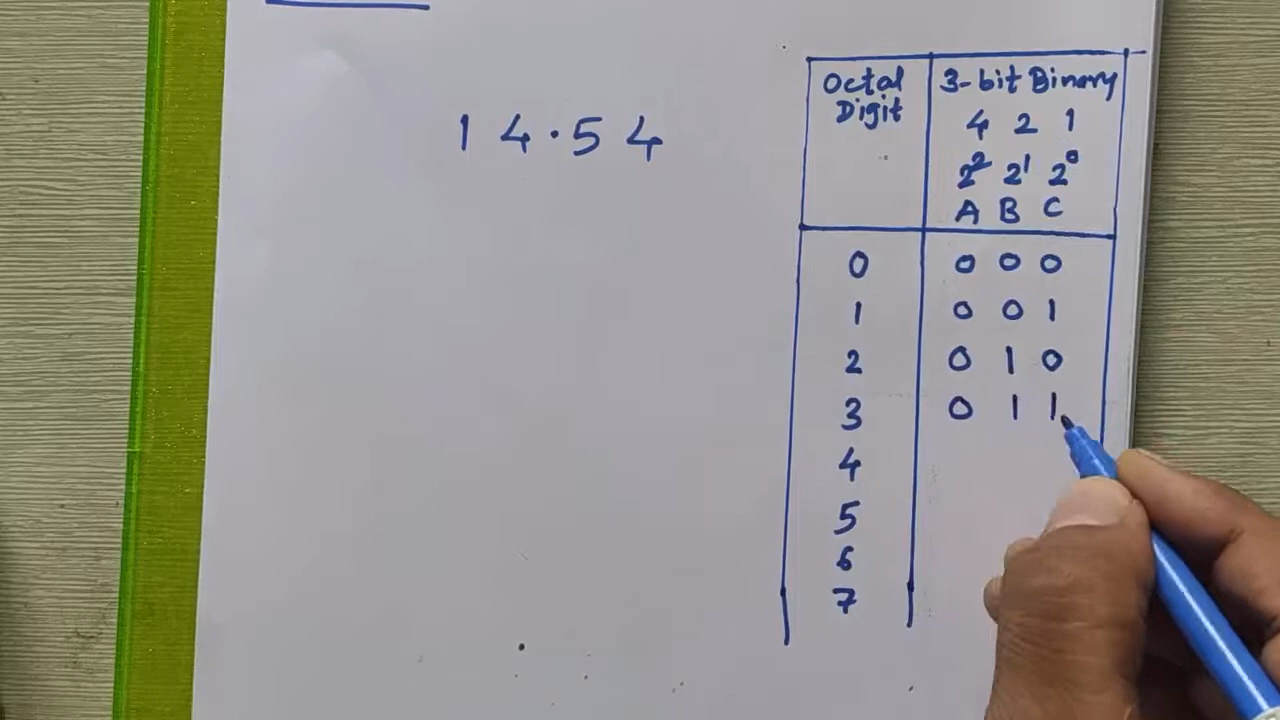 14.54
Octal Digit 3-bit Binary
4 2 1
2² 2¹ 2⁰
A B C
0 0 0 0
1 0 0 1
2 0 1 0
3 0 1 1
4
5
6
7